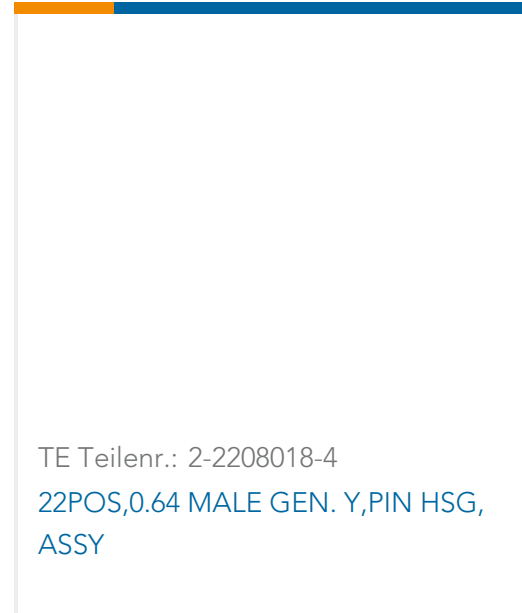 TE Teilenr.: 2-2208018-4
22POS,0.64 MALE GEN. Y,PIN HSG,
ASSY